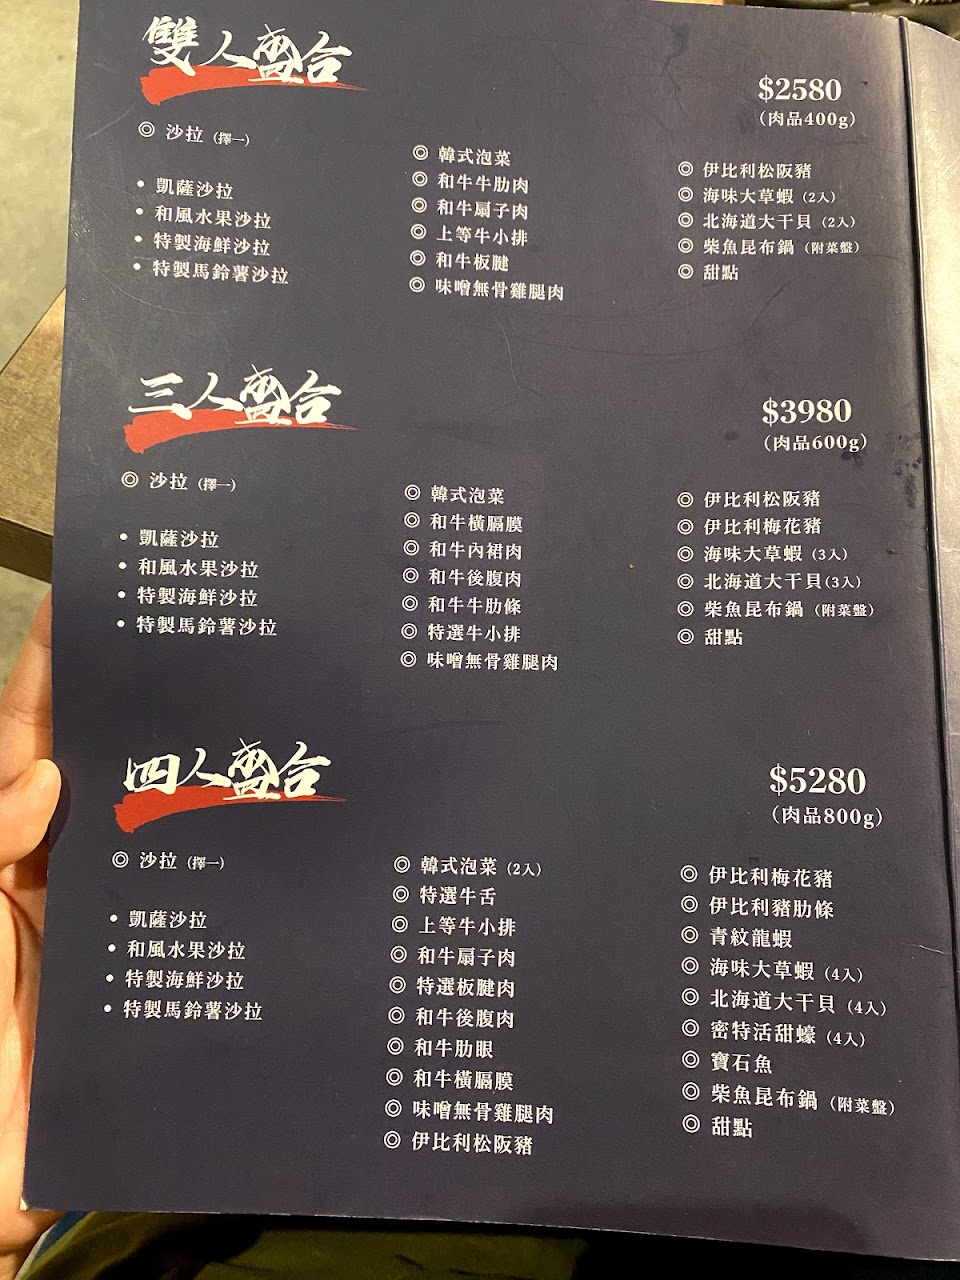 雙人套合
$2580
(肉品400g)
◎ 沙拉 (擇一)
• 凱薩沙拉
• 和風水果沙拉
• 特製海鮮沙拉
• 特製馬鈴薯沙拉
◎ 韓式泡菜
◎ 和牛牛肋肉
◎ 和牛扇子肉
◎ 上等牛小排
◎ 和牛板腱
◎ 味噌無骨雞腿肉
◎ 伊比利松阪豬
◎ 海味大草蝦 (2入)
◎ 北海道大干貝 (2入)
◎ 柴魚昆布鍋 (附菜盤)
◎ 甜點
三人套合
$3980
(肉品600g)
◎ 沙拉 (擇一)
• 凱薩沙拉
• 和風水果沙拉
• 特製海鮮沙拉
• 特製馬鈴薯沙拉
◎ 韓式泡菜
◎ 和牛橫膈膜
◎ 和牛內裙肉
◎ 和牛後腹肉
◎ 和牛牛肋條
◎ 特選牛小排
◎ 味噌無骨雞腿肉
◎ 伊比利松阪豬
◎ 伊比利梅花豬
◎ 海味大草蝦 (3入)
◎ 北海道大干貝(3入)
◎ 柴魚昆布鍋 (附菜盤)
◎ 甜點
四人套合
$5280
(肉品800g)
◎ 沙拉 (擇一)
• 凱薩沙拉
• 和風水果沙拉
• 特製海鮮沙拉
• 特製馬鈴薯沙拉
◎ 韓式泡菜 (2入)
◎ 特選牛舌
◎ 上等牛小排
◎ 和牛扇子肉
◎ 特選板腱肉
◎ 和牛後腹肉
◎ 和牛肋眼
◎ 和牛橫膈膜
◎ 味噌無骨雞腿肉
◎ 伊比利松阪豬
◎ 伊比利梅花豬
◎ 伊比利豬肋條
◎ 青紋龍蝦
◎ 海味大草蝦 (4入)
◎ 北海道大干貝 (4入)
◎ 密特活甜蠔 (4入)
◎ 寶石魚
◎ 柴魚昆布鍋 (附菜盤)
◎ 甜點